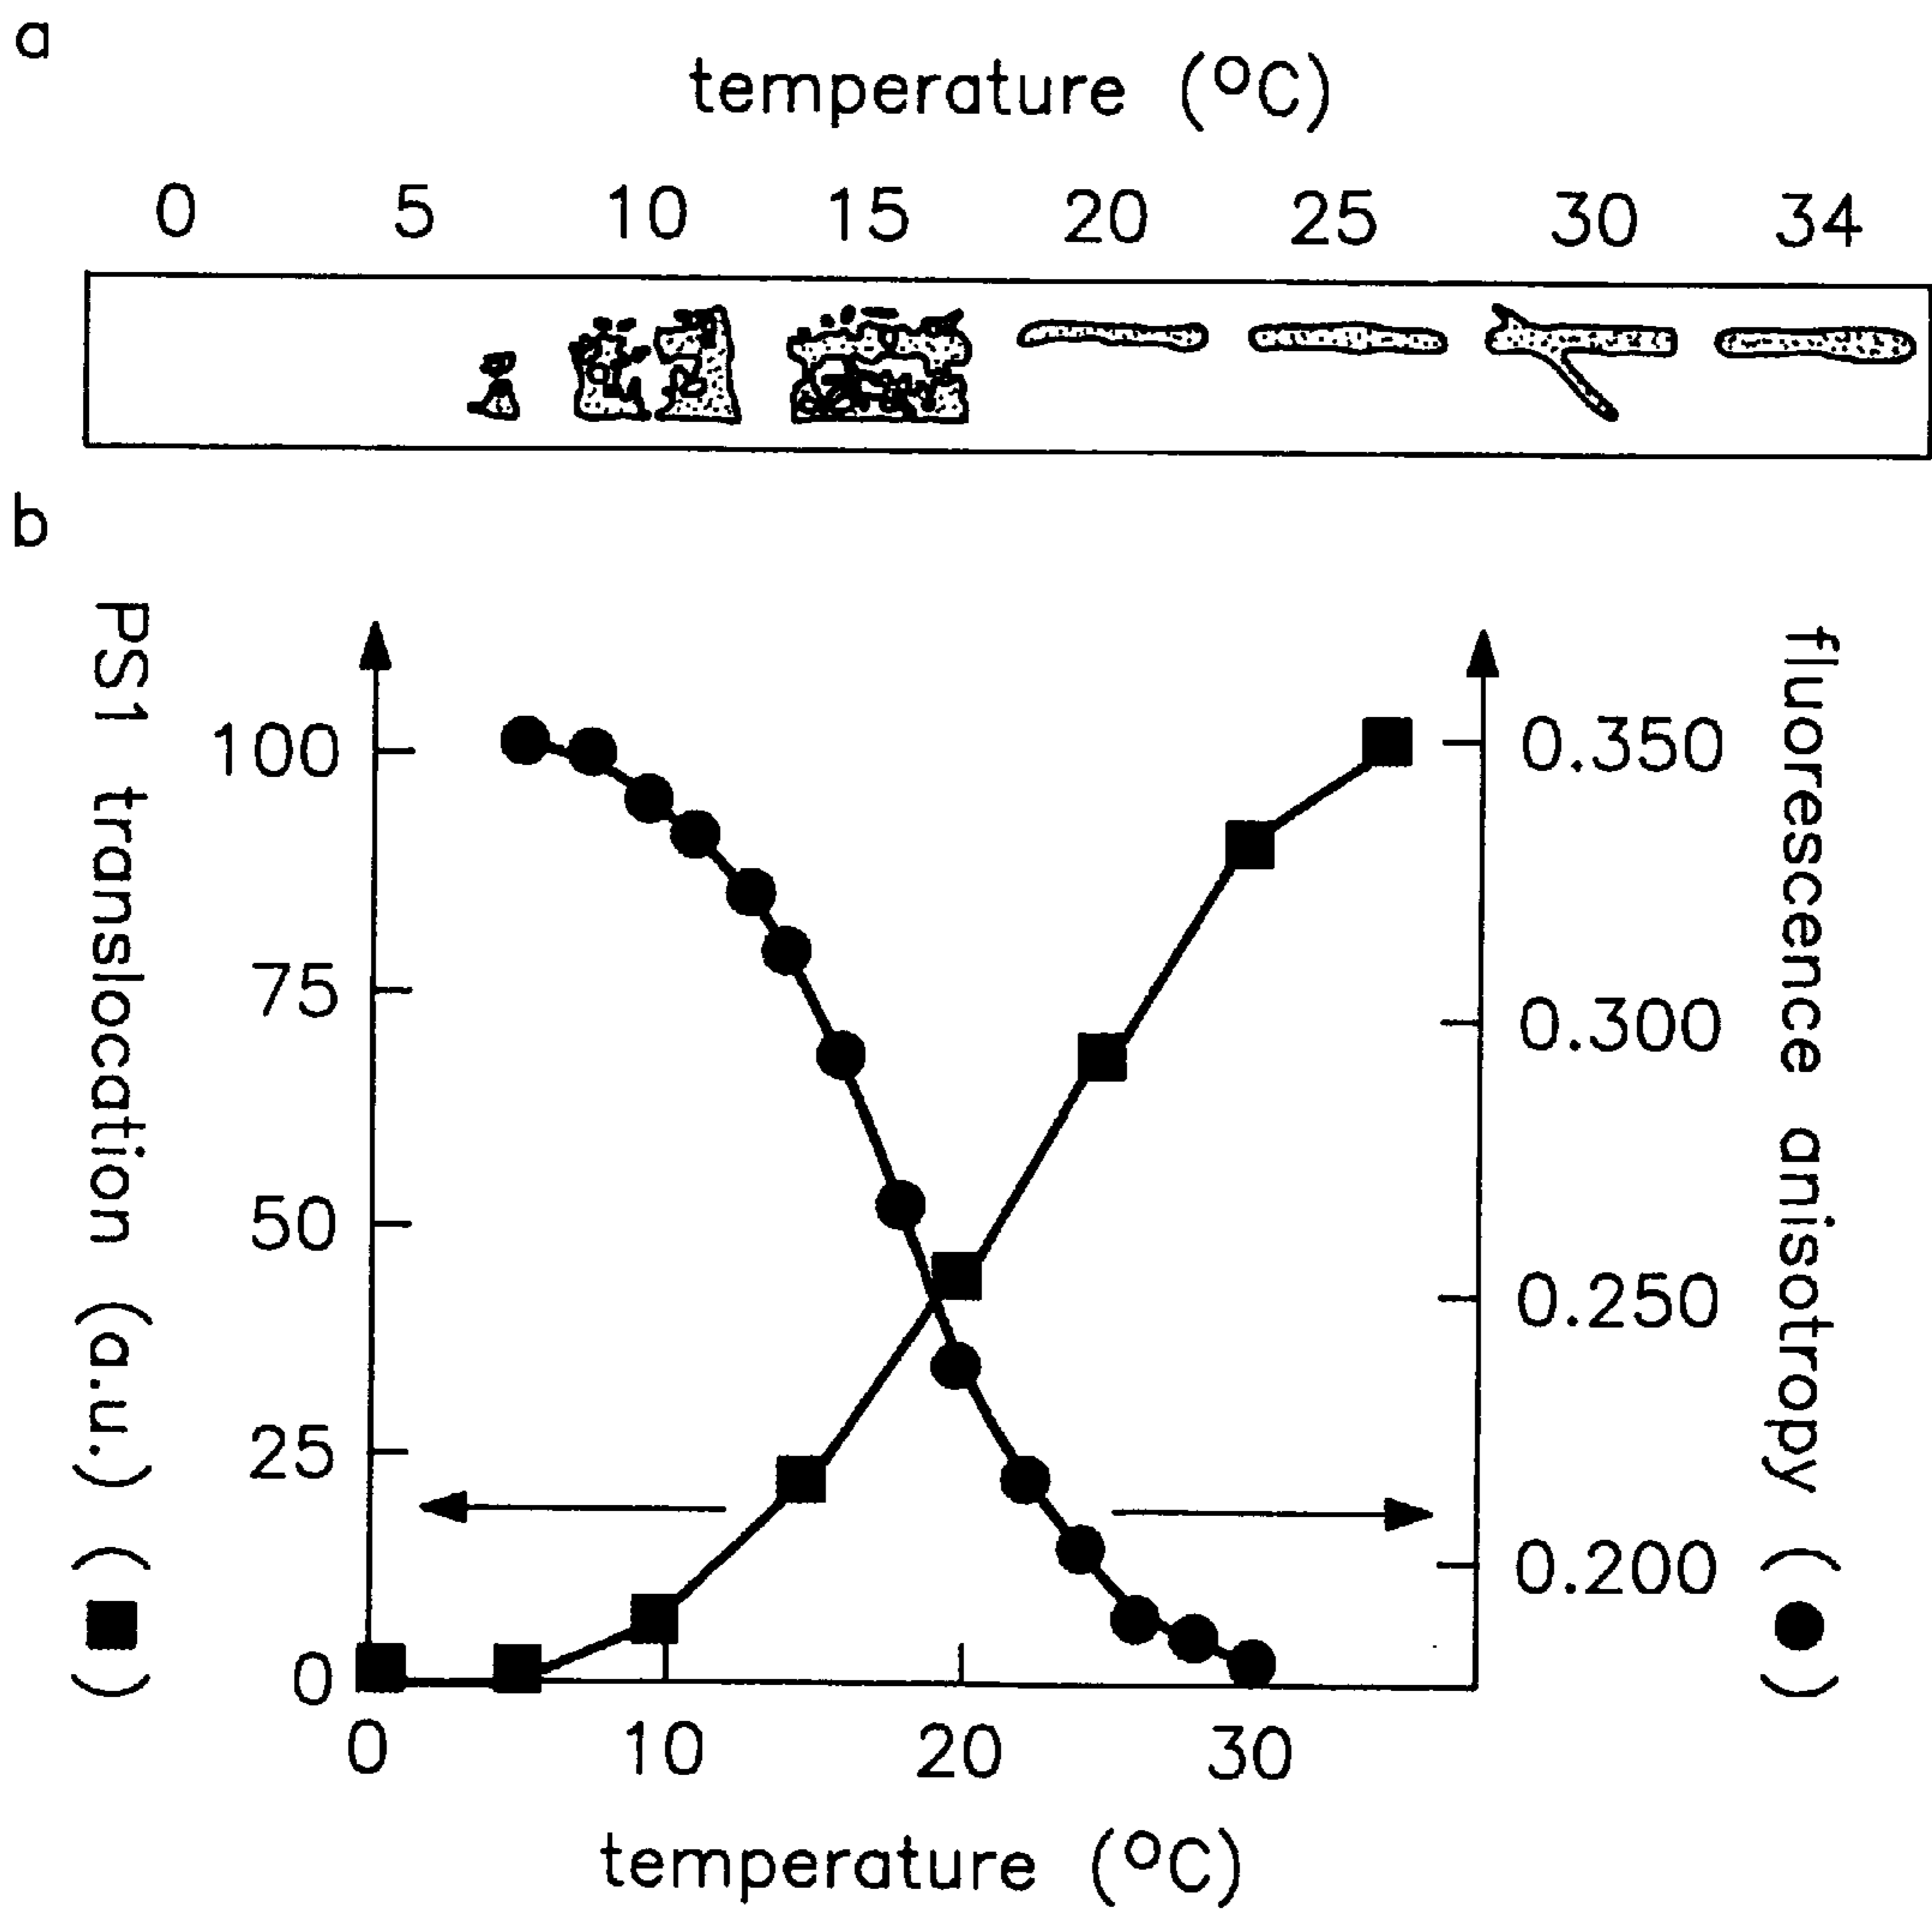 a
temperature (°C)
0 5 10 15 20 25 30 34
b
PS1 translocation (a.u.) (■)
100
75
50
25
0
fluorescence anisotropy (●)
0.350
0.300
0.250
0.200
0 10 20 30
temperature (°C)